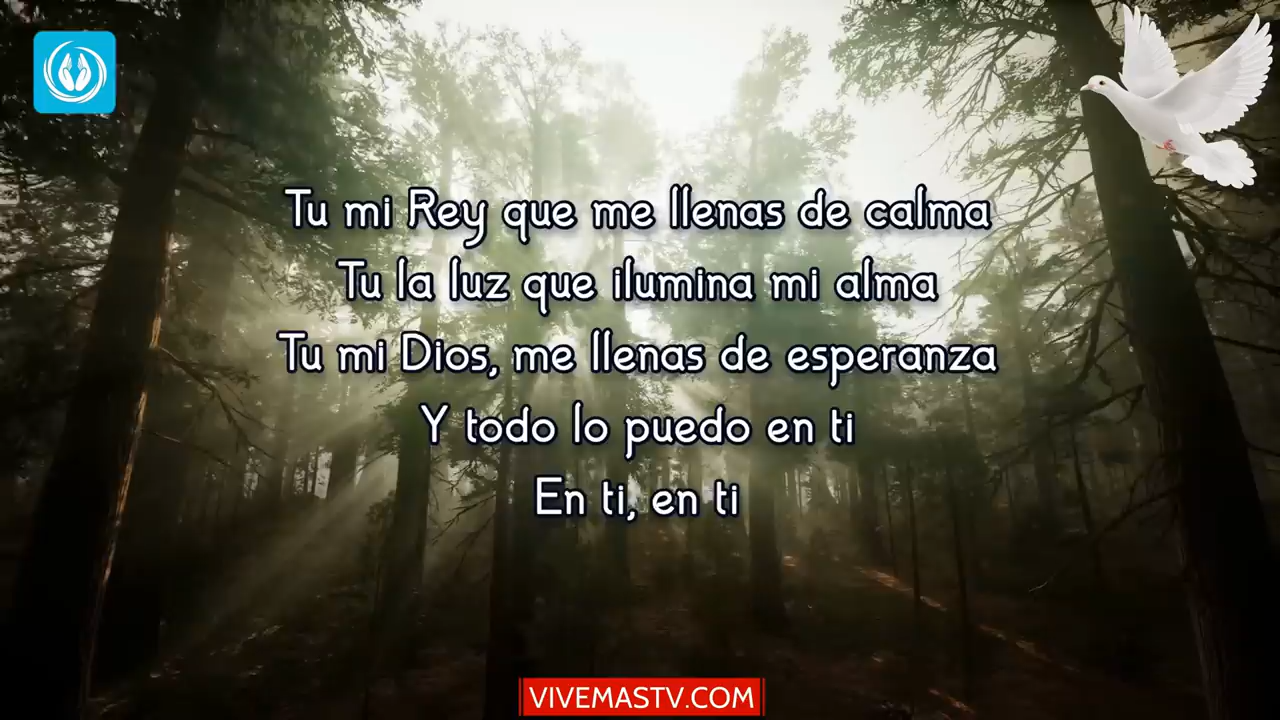 Tu mi Rey que me llenas de calma
Tu la luz que ilumina mi alma
Tu mi Dios, me llenas de esperanza
Y todo lo puedo en ti
En ti, en ti
VIVEMASTV.COM